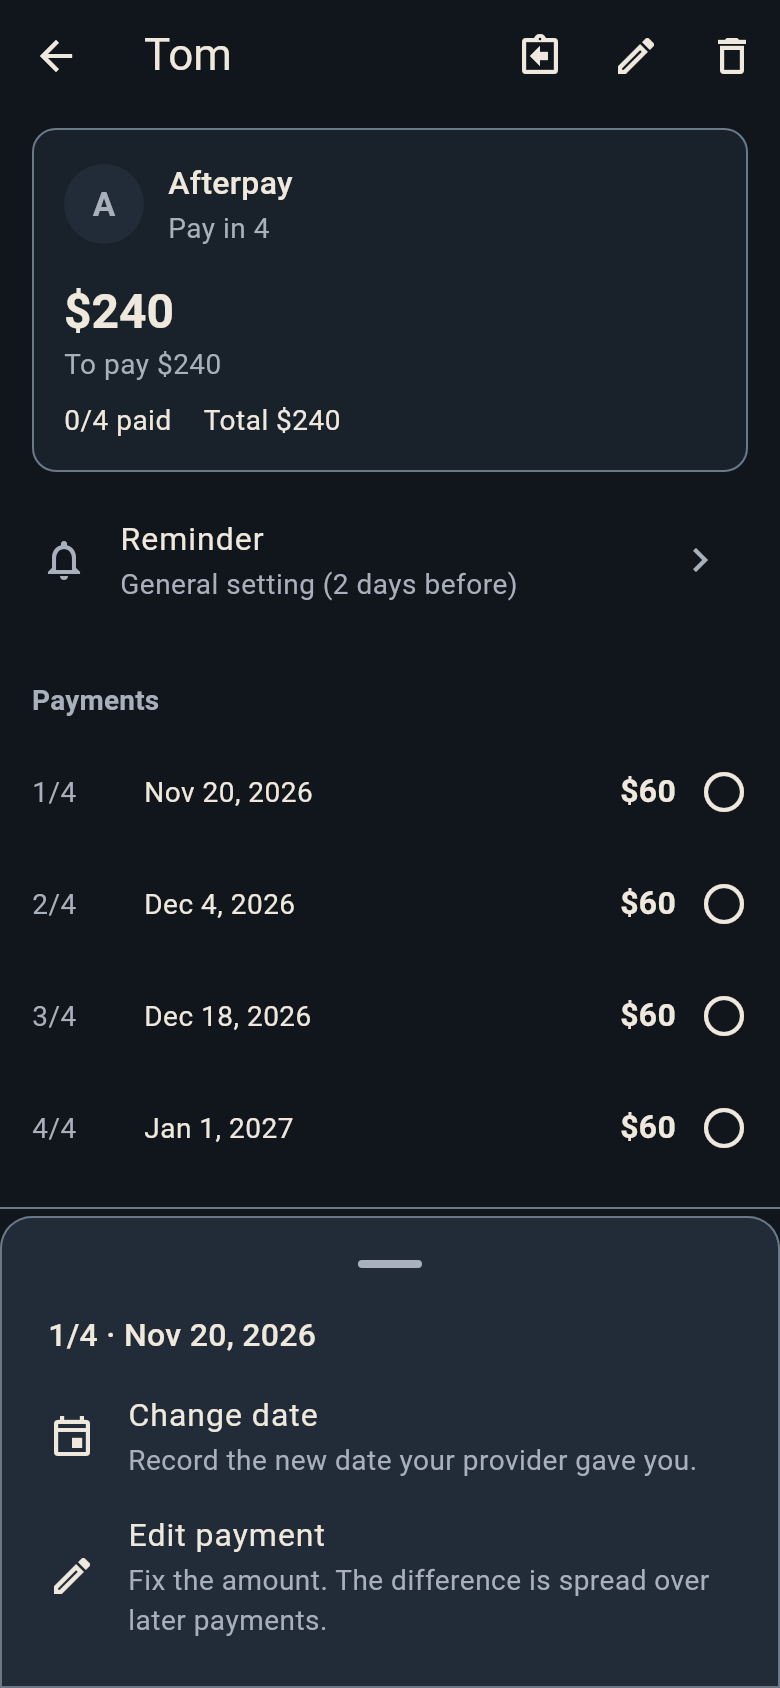 Tom
A
Afterpay
Pay in 4
$240
To pay $240
0/4 paid Total $240
Reminder
General setting (2 days before)
Payments
1/4 Nov 20, 2026 $60
2/4 Dec 4, 2026 $60
3/4 Dec 18, 2026 $60
4/4 Jan 1, 2027 $60
1/4 · Nov 20, 2026
Change date
Record the new date your provider gave you.
Edit payment
Fix the amount. The difference is spread over
later payments.